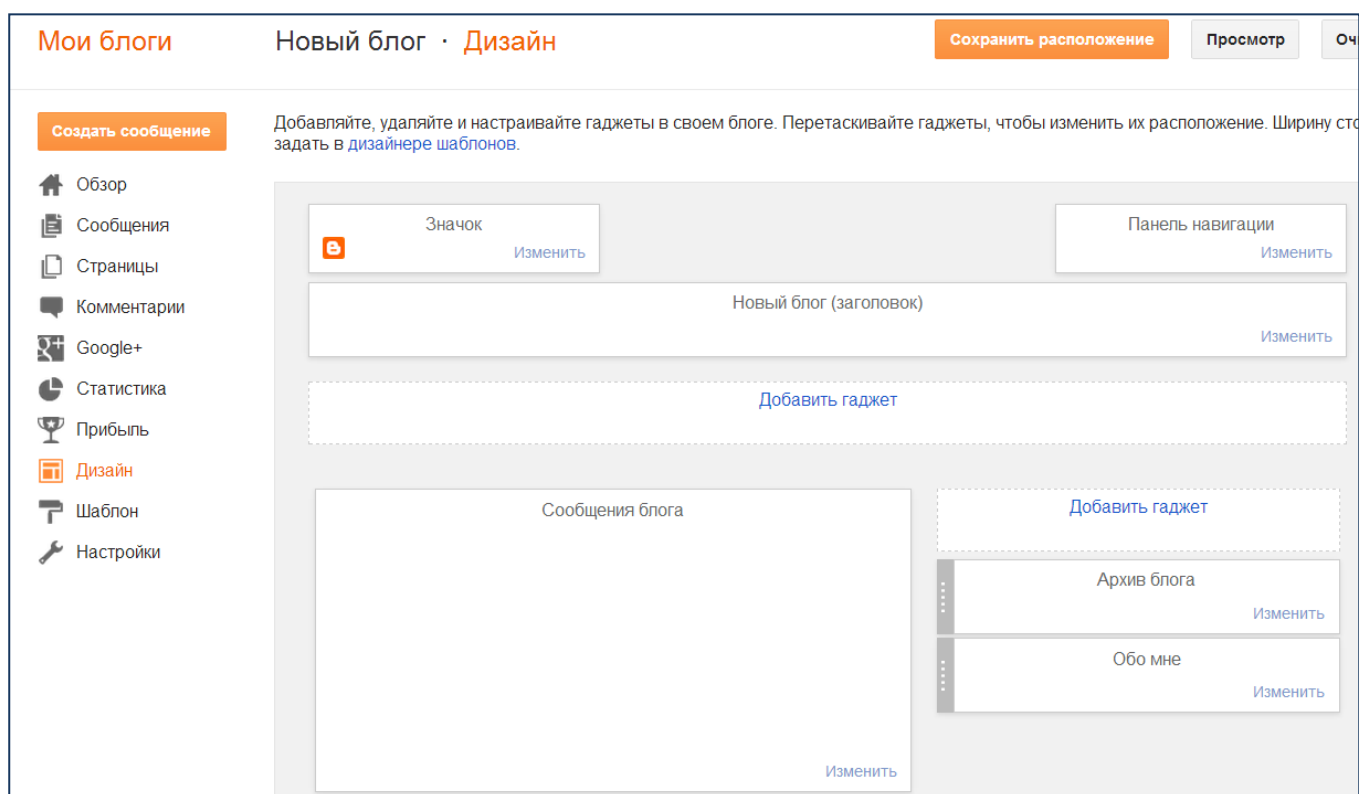 Мои блоги
Новый блог · Дизайн
Сохранить расположение
Просмотр
Создать сообщение
Обзор
Сообщения
Страницы
Комментарии
Google+
Статистика
Прибыль
Дизайн
Шаблон
Настройки
Добавляйте, удаляйте и настраивайте гаджеты в своем блоге. Перетаскивайте гаджеты, чтобы изменить их расположение. Ширину
задать в дизайнере шаблонов.
Значок
Изменить
Панель навигации
Изменить
Новый блог (заголовок)
Изменить
Добавить гаджет
Сообщения блога
Изменить
Добавить гаджет
Архив блога
Изменить
Обо мне
Изменить